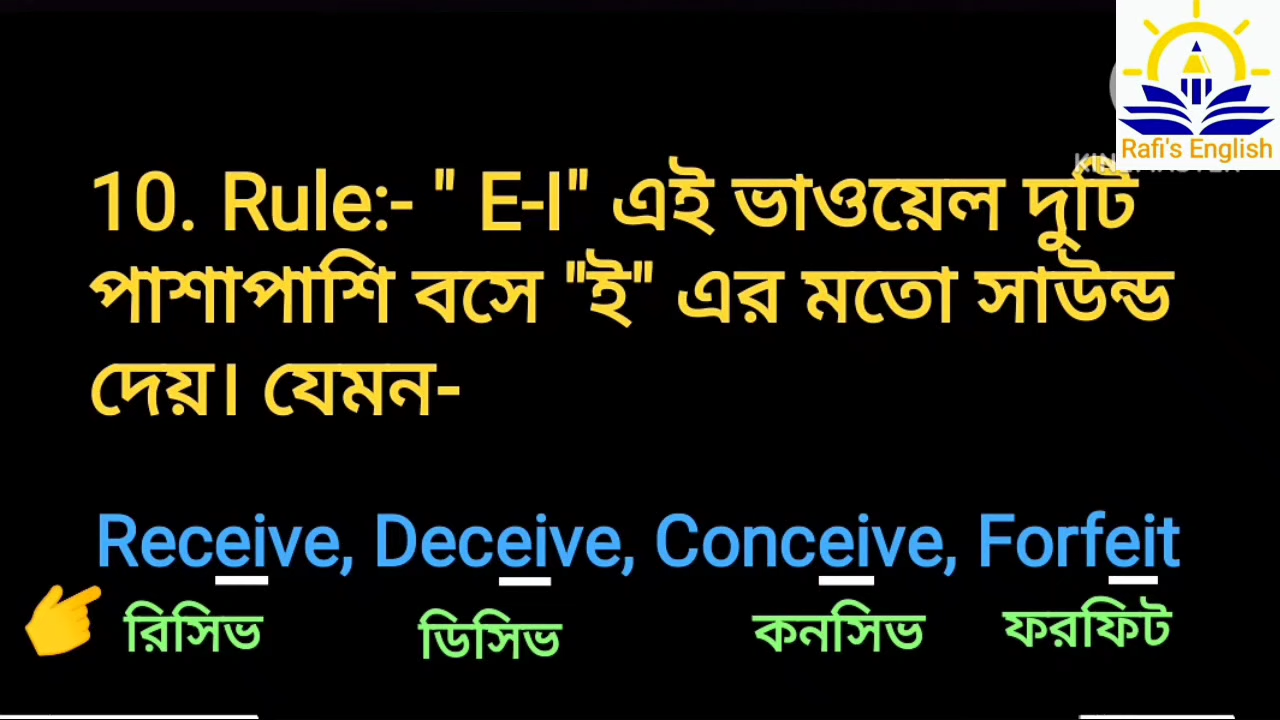 Rafi's English
10. Rule:- " E-I" এই ভাওয়েল দুটি
পাশাপাশি বসে "ই" এর মতো সাউন্ড
দেয়। যেমন-
Receive, Deceive, Conceive, Forfeit
রিসিভ ডিসিভ কনসিভ ফরফিট